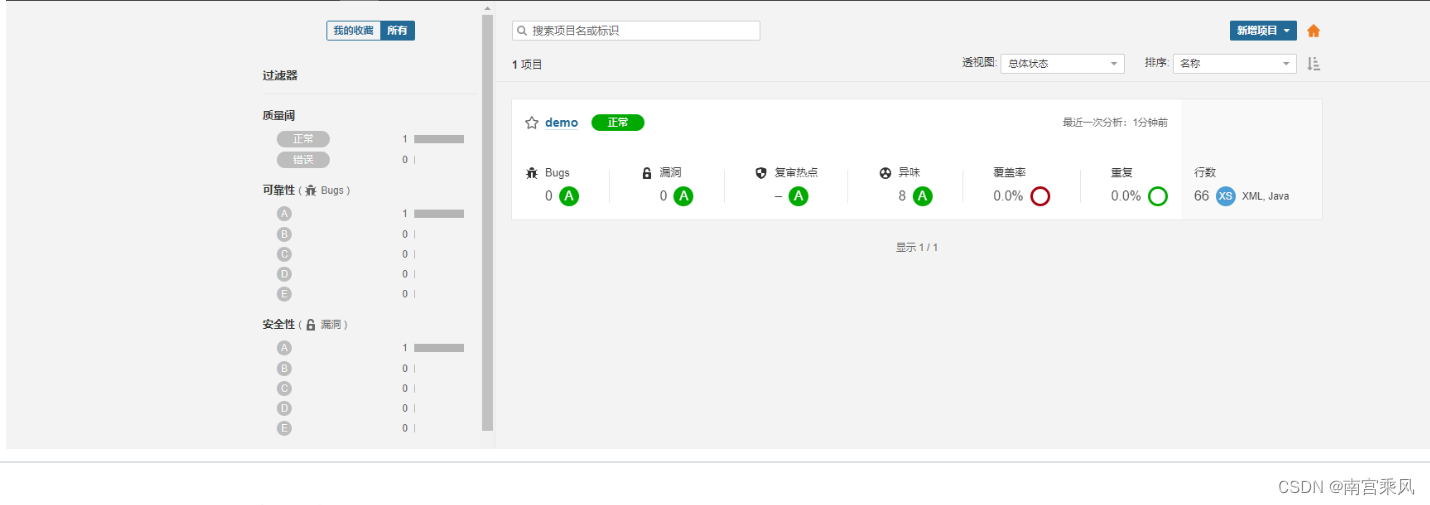 我的收藏 所有
过滤器
质量阀
正常 1
错误 0
可靠性 ( Bugs )
A 1
B 0
C 0
D 0
E 0
安全性 ( 漏洞 )
A 1
B 0
C 0
D 0
E 0
搜索项目名或标识 新增项目
1 项目 透视图: 总体状态 排序: 名称
demo 正常 最近一次分析: 1分钟前
Bugs 漏洞 复审热点 异味 覆盖率 重复 行数
0 A 0 A – A 8 A 0.0% 0.0% 66 XS XML, Java
显示 1 / 1
CSDN @南宫乘风